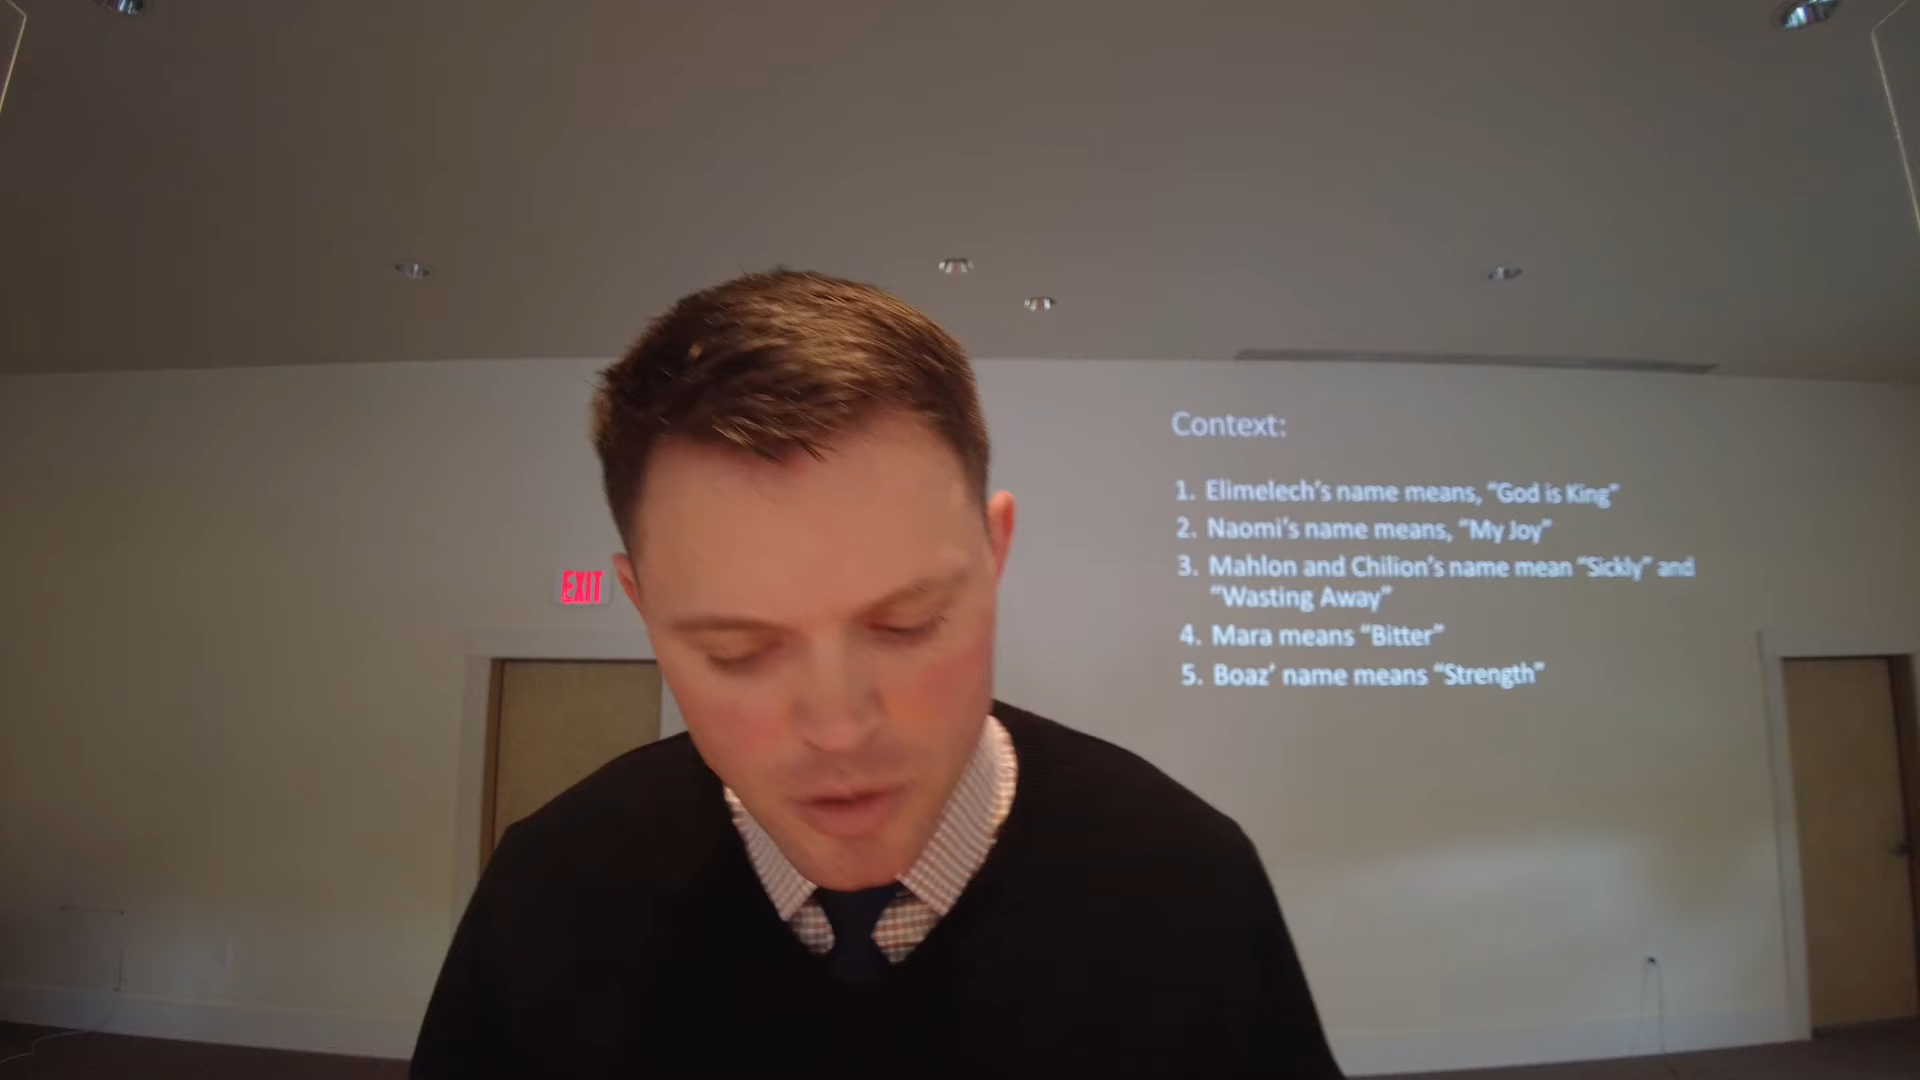 Context:
1. Elimelech's name means, “God is King”
2. Naomi's name means, “My Joy”
3. Mahlon and Chilion's name mean “Sickly” and
“Wasting Away”
4. Mara means “Bitter”
5. Boaz’ name means “Strength”
EXIT